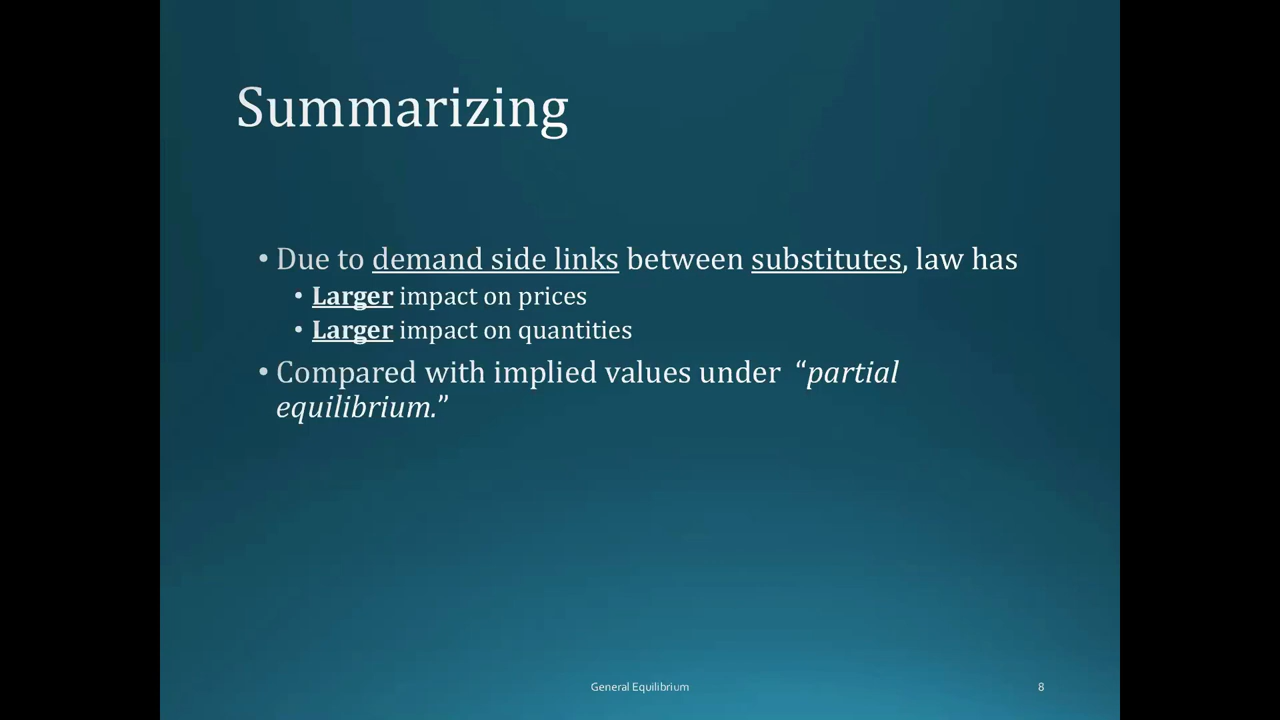 Summarizing
• Due to demand side links between substitutes, law has
• Larger impact on prices
• Larger impact on quantities
• Compared with implied values under “partial
equilibrium.”
General Equilibrium
8